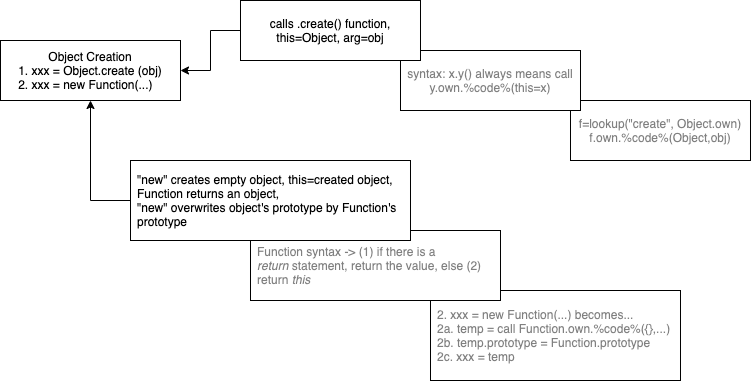 calls .create() function,
this=Object, arg=obj
Object Creation
1. xxx = Object.create (obj)
2. xxx = new Function(...)
syntax: x.y() always means call
y.own.%code%(this=x)
f=lookup("create", Object.own)
f.own.%code%(Object,obj)
"new" creates empty object, this=created object,
Function returns an object,
"new" overwrites object's prototype by Function's
prototype
Function syntax -> (1) if there is a
return statement, return the value, else (2)
return this
2. xxx = new Function(...) becomes...
2a. temp = call Function.own.%code%({},...)
2b. temp.prototype = Function.prototype
2c. xxx = temp